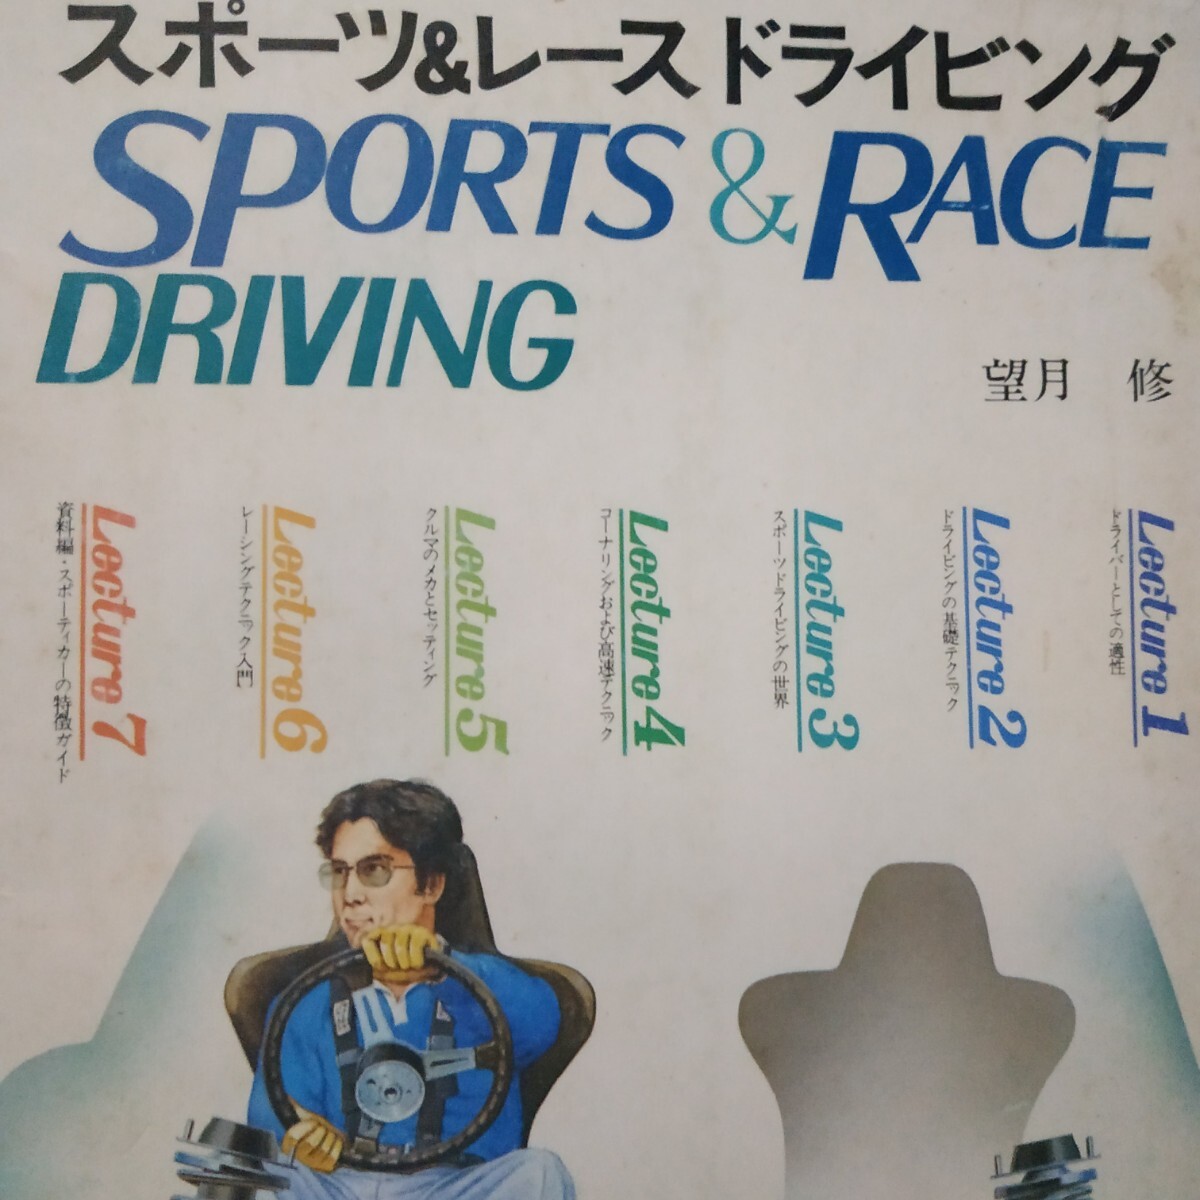 スポーツ&レースドライビング
SPORTS & RACE
DRIVING
望月 修
Lecture 1
ドライバーとしての適性
Lecture 2
ドライビングの基礎テクニック
Lecture 3
スポーツドライビングの世界
Lecture 4
コーナリングおよび高速テクニック
Lecture 5
クルマのメカとセッティング
Lecture 6
レーシングテクニック入門
Lecture 7
資料編・スポーティカーの特徴ガイド